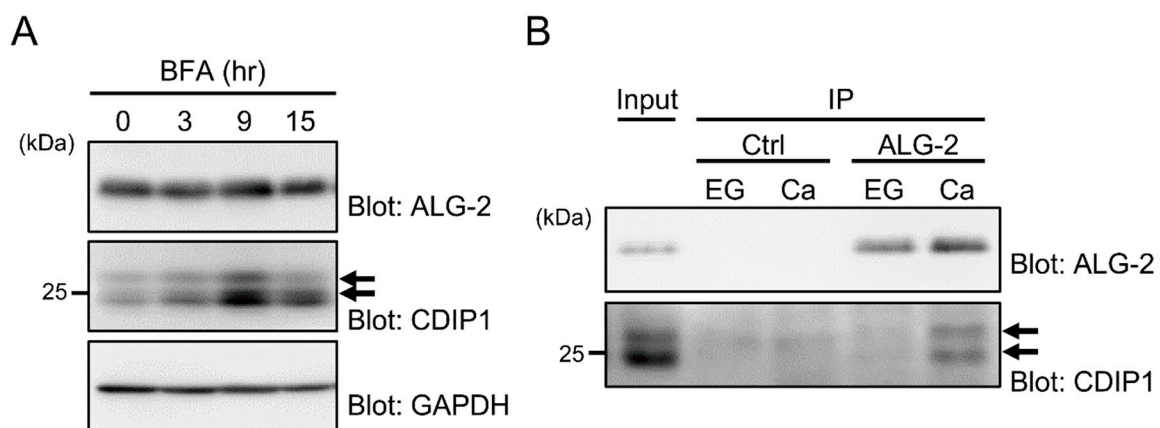 A
BFA (hr)
0 3 9 15
(kDa)
Blot: ALG-2
25
Blot: CDIP1
Blot: GAPDH
B
Input IP
Ctrl ALG-2
EG Ca EG Ca
(kDa)
Blot: ALG-2
25
Blot: CDIP1